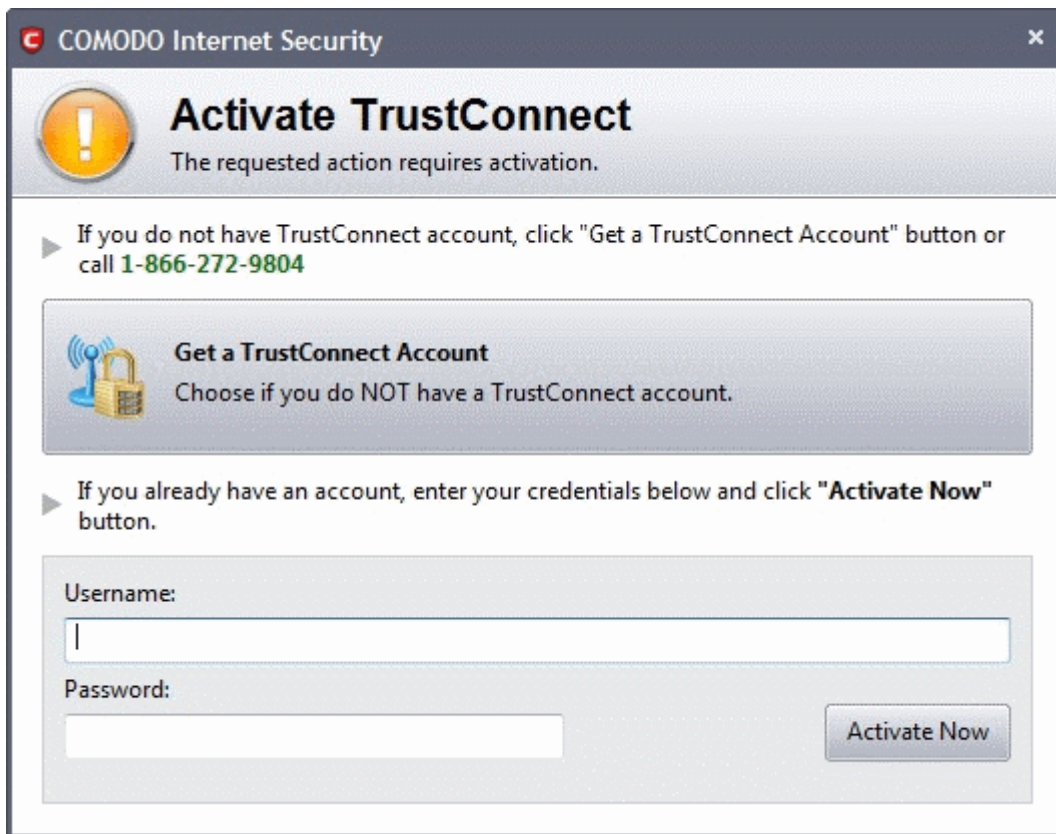 COMODO Internet Security
Activate TrustConnect
The requested action requires activation.
If you do not have TrustConnect account, click "Get a TrustConnect Account" button or
call 1-866-272-9804
Get a TrustConnect Account
Choose if you do NOT have a TrustConnect account.
If you already have an account, enter your credentials below and click "Activate Now"
button.
Username:
Password:
Activate Now